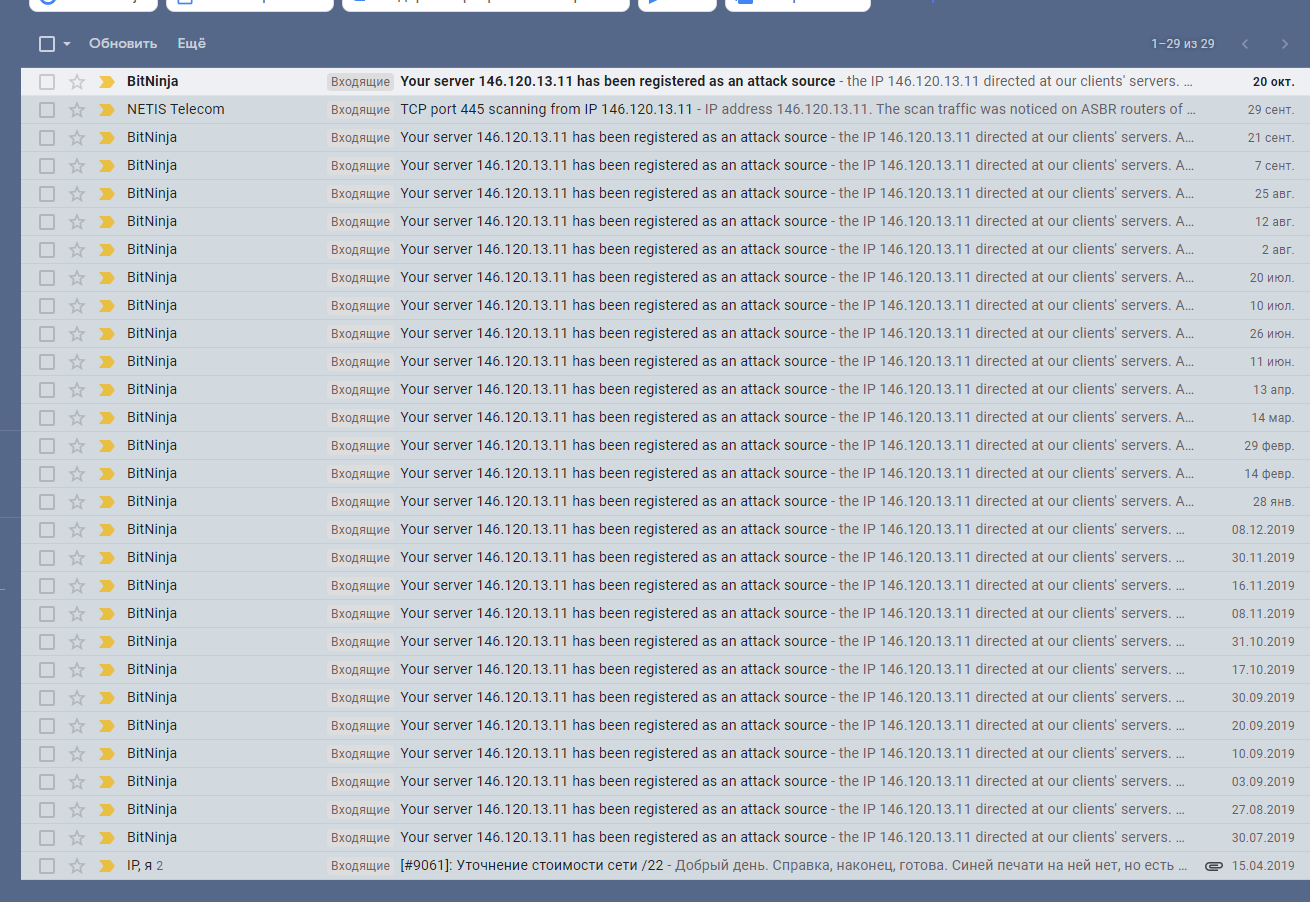 Обновить Ещё 1–29 из 29
BitNinja Входящие Your server 146.120.13.11 has been registered as an attack source - the IP 146.120.13.11 directed at our clients' servers. … 20 окт.
NETIS Telecom Входящие TCP port 445 scanning from IP 146.120.13.11 - IP address 146.120.13.11. The scan traffic was noticed on ASBR routers of … 29 сент.
BitNinja Входящие Your server 146.120.13.11 has been registered as an attack source - the IP 146.120.13.11 directed at our clients' servers. A… 21 сент.
BitNinja Входящие Your server 146.120.13.11 has been registered as an attack source - the IP 146.120.13.11 directed at our clients' servers. A… 7 сент.
BitNinja Входящие Your server 146.120.13.11 has been registered as an attack source - the IP 146.120.13.11 directed at our clients' servers. A… 25 авг.
BitNinja Входящие Your server 146.120.13.11 has been registered as an attack source - the IP 146.120.13.11 directed at our clients' servers. A… 12 авг.
BitNinja Входящие Your server 146.120.13.11 has been registered as an attack source - the IP 146.120.13.11 directed at our clients' servers. A… 2 авг.
BitNinja Входящие Your server 146.120.13.11 has been registered as an attack source - the IP 146.120.13.11 directed at our clients' servers. A… 20 июл.
BitNinja Входящие Your server 146.120.13.11 has been registered as an attack source - the IP 146.120.13.11 directed at our clients' servers. A… 10 июл.
BitNinja Входящие Your server 146.120.13.11 has been registered as an attack source - the IP 146.120.13.11 directed at our clients' servers. A… 26 июн.
BitNinja Входящие Your server 146.120.13.11 has been registered as an attack source - the IP 146.120.13.11 directed at our clients' servers. A… 11 июн.
BitNinja Входящие Your server 146.120.13.11 has been registered as an attack source - the IP 146.120.13.11 directed at our clients' servers. A… 13 апр.
BitNinja Входящие Your server 146.120.13.11 has been registered as an attack source - the IP 146.120.13.11 directed at our clients' servers. A… 14 мар.
BitNinja Входящие Your server 146.120.13.11 has been registered as an attack source - the IP 146.120.13.11 directed at our clients' servers. A… 29 февр.
BitNinja Входящие Your server 146.120.13.11 has been registered as an attack source - the IP 146.120.13.11 directed at our clients' servers. A… 14 февр.
BitNinja Входящие Your server 146.120.13.11 has been registered as an attack source - the IP 146.120.13.11 directed at our clients' servers. A… 28 янв.
BitNinja Входящие Your server 146.120.13.11 has been registered as an attack source - the IP 146.120.13.11 directed at our clients' servers. … 08.12.2019
BitNinja Входящие Your server 146.120.13.11 has been registered as an attack source - the IP 146.120.13.11 directed at our clients' servers. … 30.11.2019
BitNinja Входящие Your server 146.120.13.11 has been registered as an attack source - the IP 146.120.13.11 directed at our clients' servers. … 16.11.2019
BitNinja Входящие Your server 146.120.13.11 has been registered as an attack source - the IP 146.120.13.11 directed at our clients' servers. … 08.11.2019
BitNinja Входящие Your server 146.120.13.11 has been registered as an attack source - the IP 146.120.13.11 directed at our clients' servers. … 31.10.2019
BitNinja Входящие Your server 146.120.13.11 has been registered as an attack source - the IP 146.120.13.11 directed at our clients' servers. … 17.10.2019
BitNinja Входящие Your server 146.120.13.11 has been registered as an attack source - the IP 146.120.13.11 directed at our clients' servers. … 30.09.2019
BitNinja Входящие Your server 146.120.13.11 has been registered as an attack source - the IP 146.120.13.11 directed at our clients' servers. … 20.09.2019
BitNinja Входящие Your server 146.120.13.11 has been registered as an attack source - the IP 146.120.13.11 directed at our clients' servers. … 10.09.2019
BitNinja Входящие Your server 146.120.13.11 has been registered as an attack source - the IP 146.120.13.11 directed at our clients' servers. … 03.09.2019
BitNinja Входящие Your server 146.120.13.11 has been registered as an attack source - the IP 146.120.13.11 directed at our clients' servers. … 27.08.2019
BitNinja Входящие Your server 146.120.13.11 has been registered as an attack source - the IP 146.120.13.11 directed at our clients' servers. … 30.07.2019
IP, я 2 Входящие [#9061]: Уточнение стоимости сети /22 - Добрый день. Справка, наконец, готова. Синей печати на ней нет, но есть … 15.04.2019